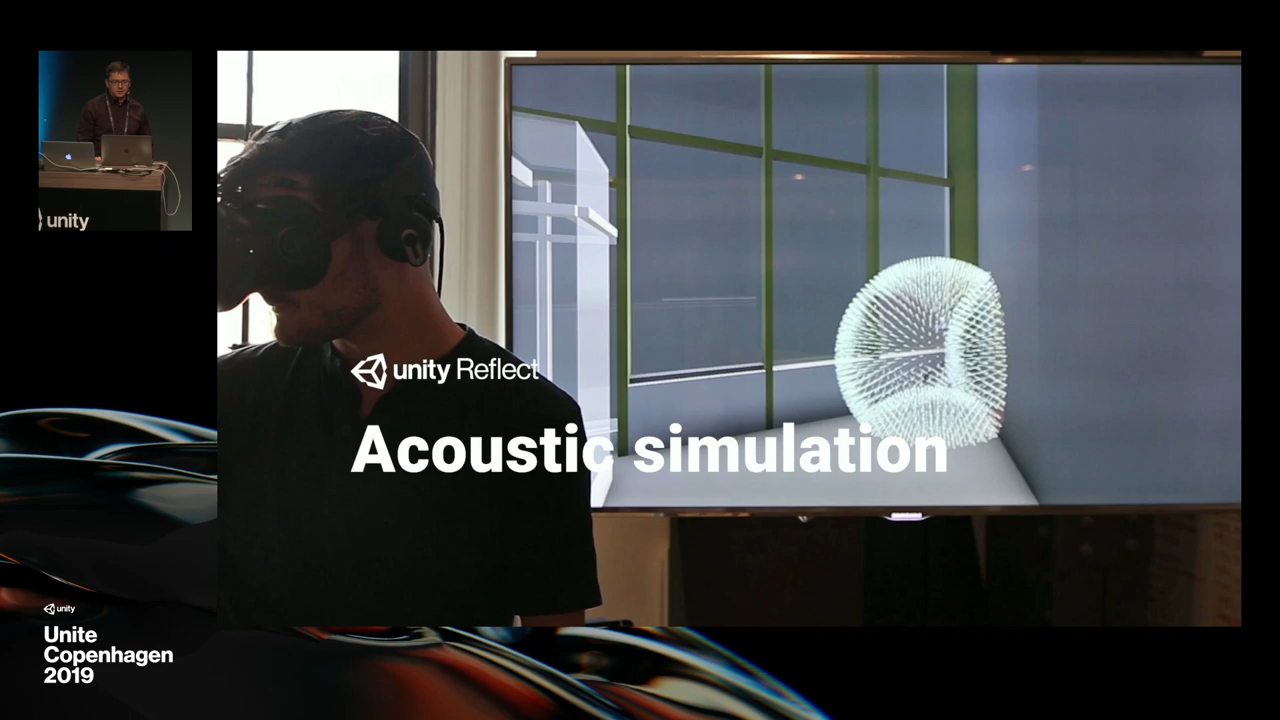 unity
unity Reflect
Acoustic simulation
unity
Unite
Copenhagen
2019